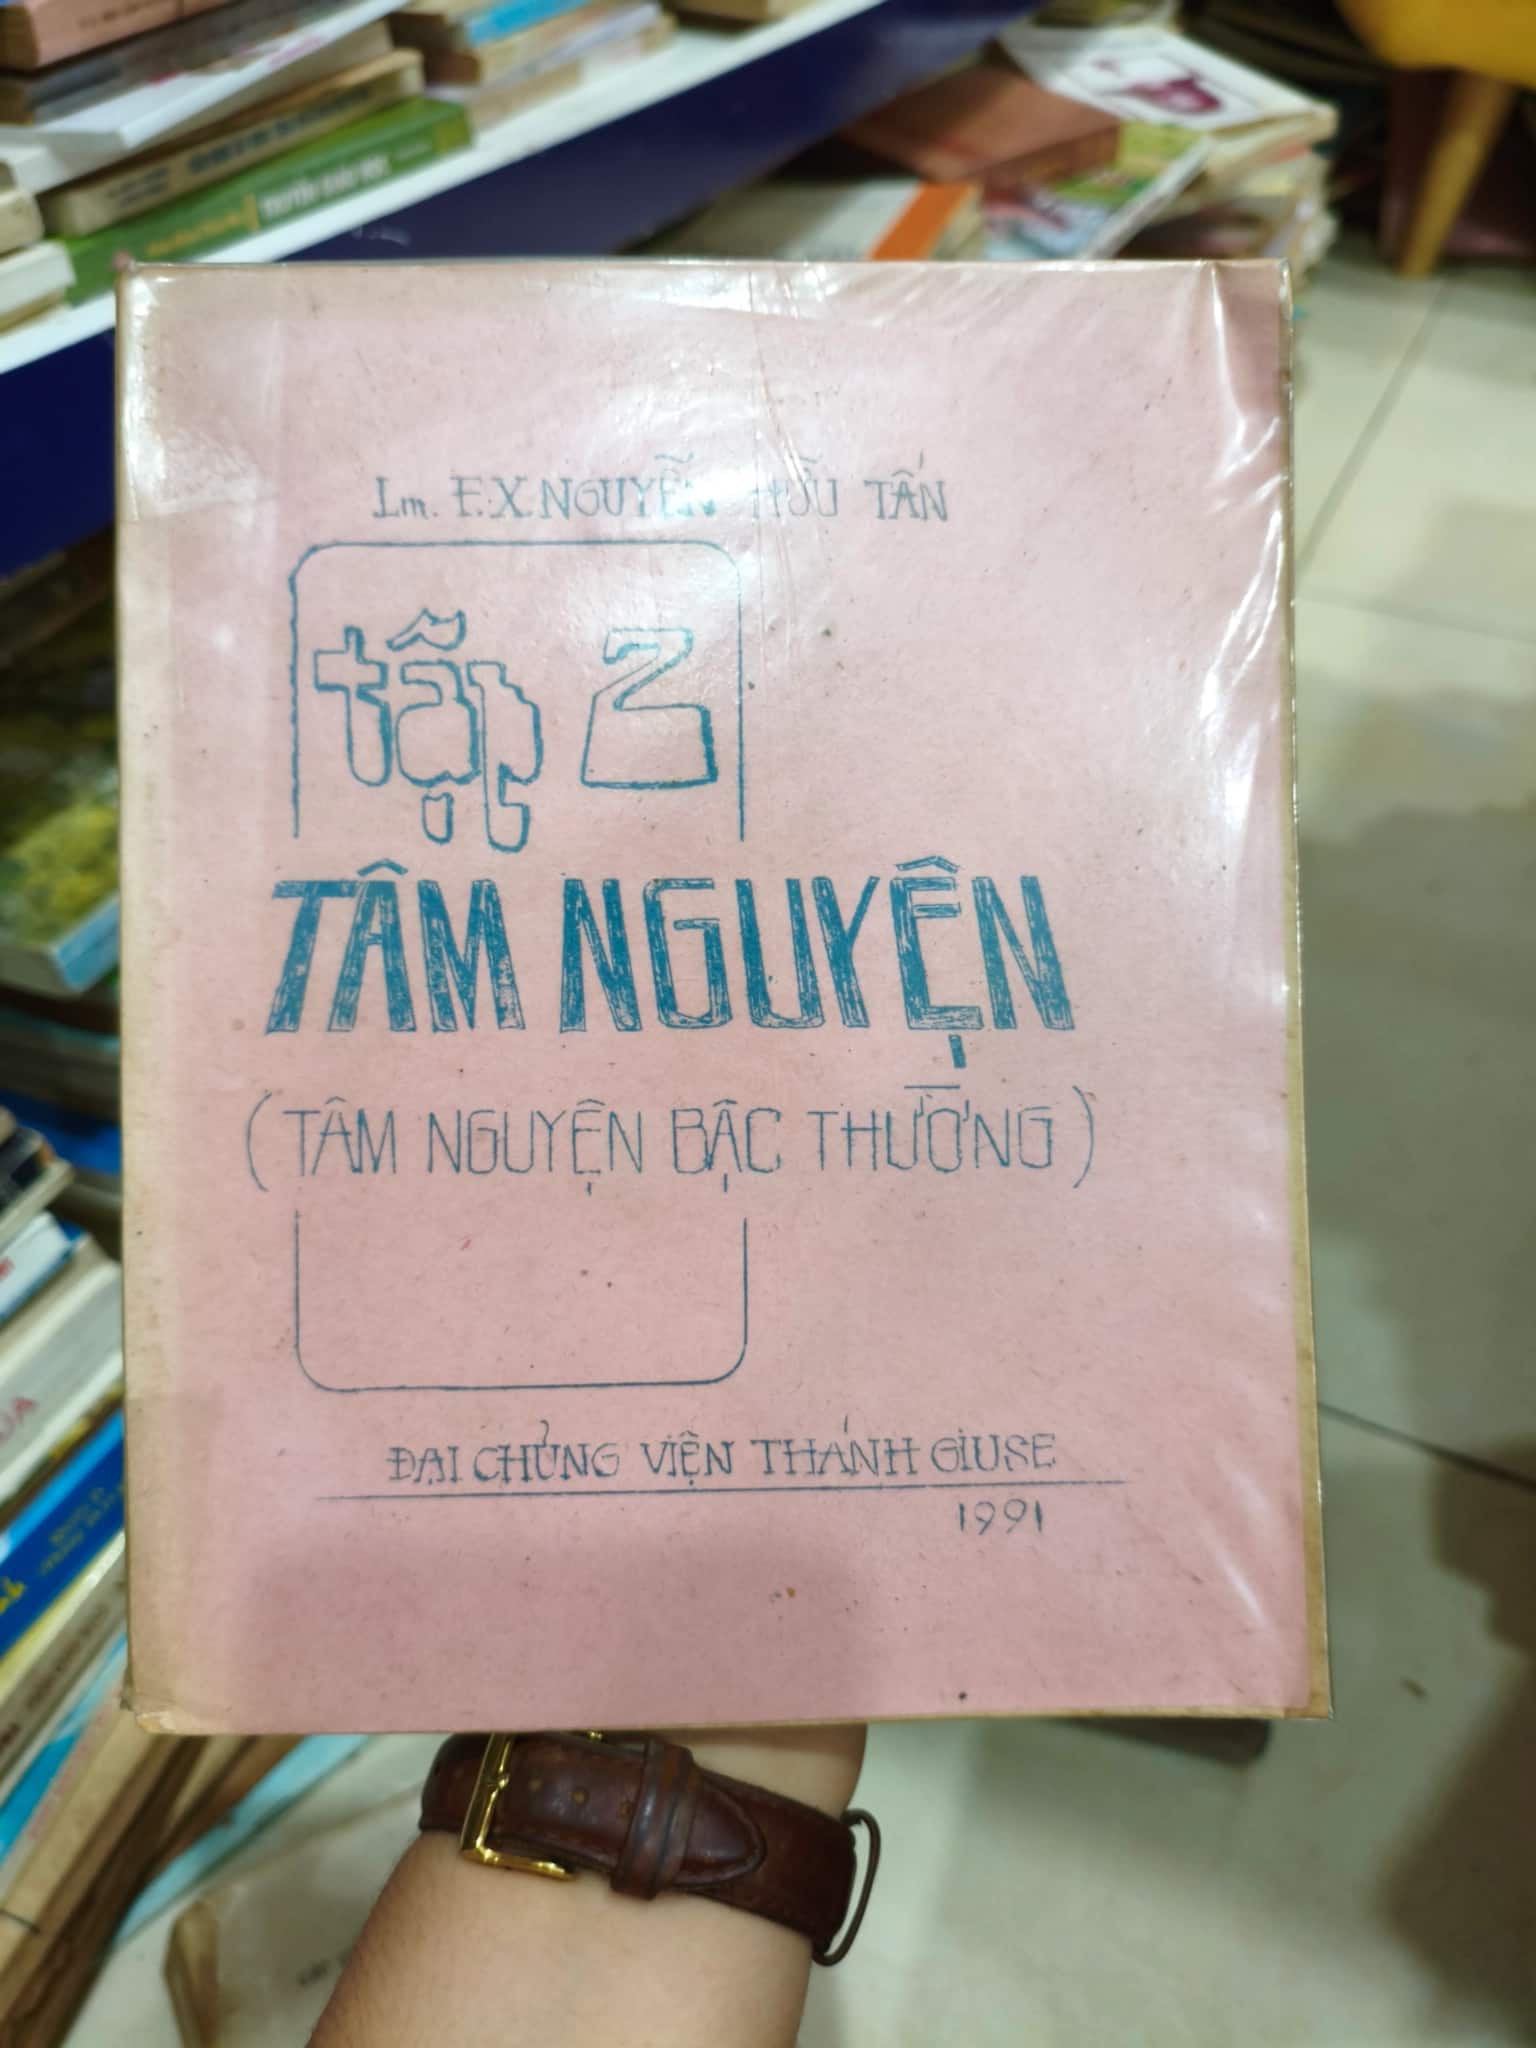 Lm. F.X. NGUYỄN HỮU TẤN
tập 2
TÂM NGUYỆN
(TÂM NGUYỆN BẬC THƯỜNG)
ĐẠI CHỦNG VIỆN THÁNH GIUSE
1991